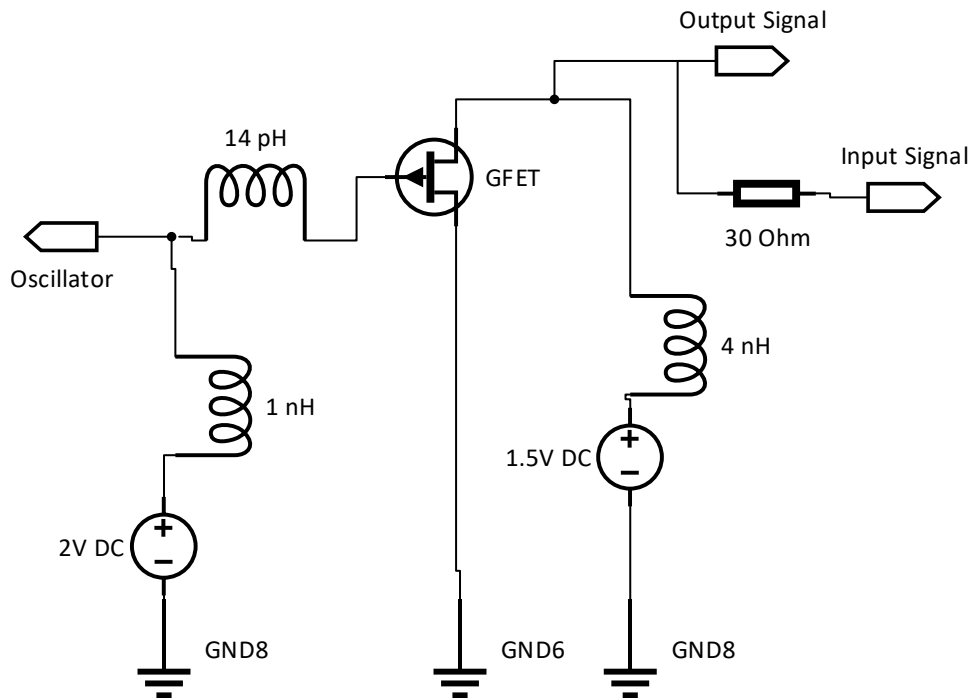 Output Signal
14 pH
Input Signal
GFET
30 Ohm
Oscillator
4 nH
1 nH
1.5V DC
2V DC
GND8
GND6
GND8